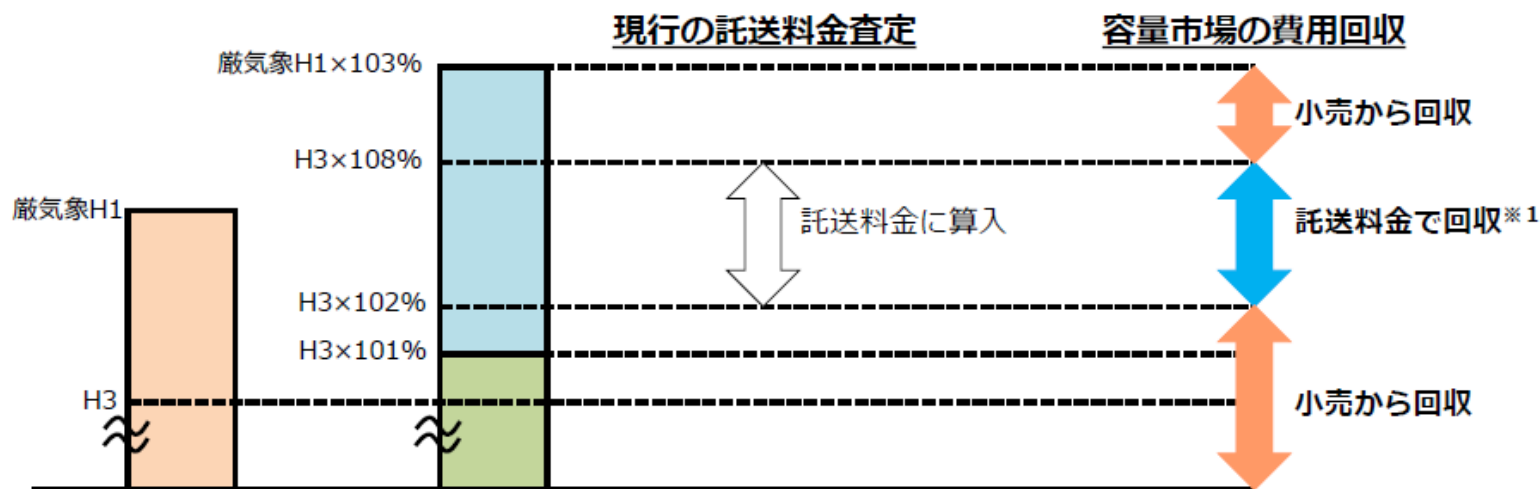 現行の託送料金査定
容量市場の費用回収
厳気象H1×103%
小売から回収
H3×108%
厳気象H1
託送料金に算入
託送料金で回収※1
H3×102%
H3×101%
H3
小売から回収